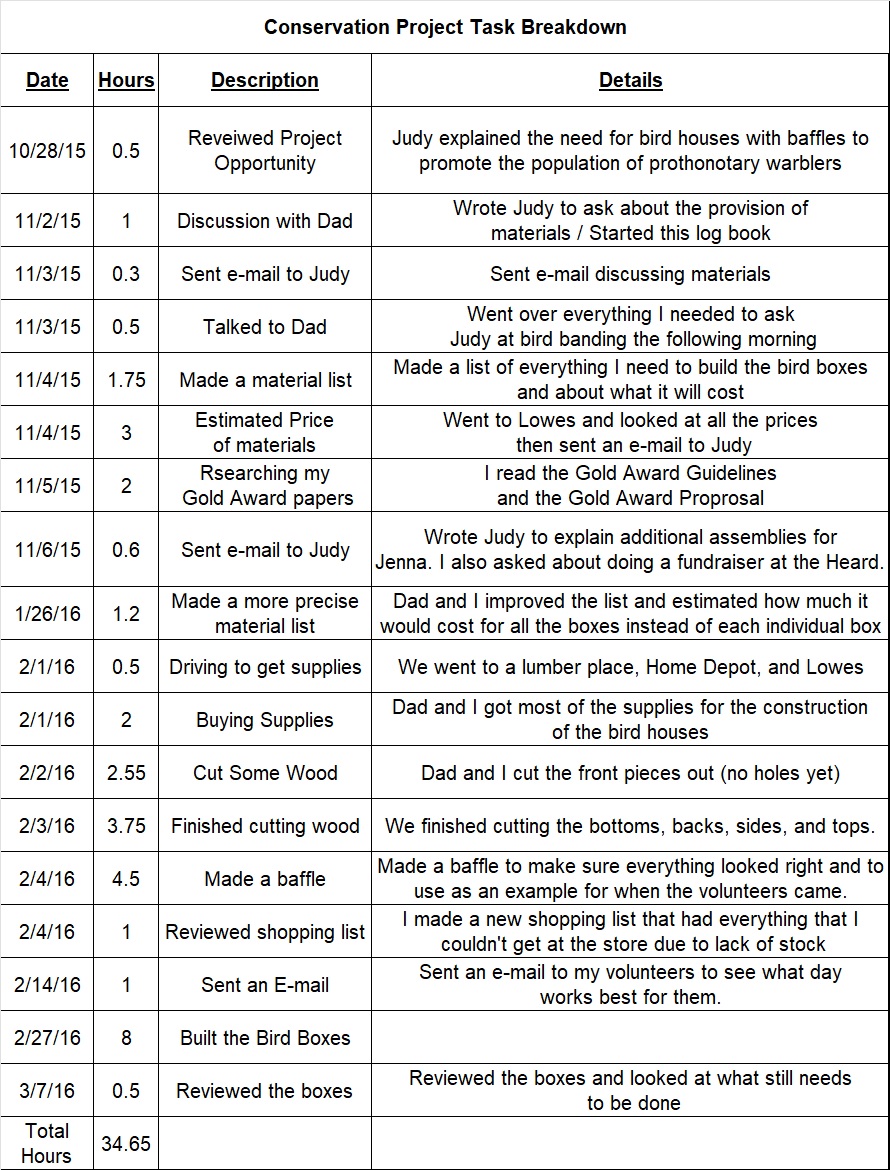 Conservation Project Task Breakdown
Date Hours Description Details
10/28/15 0.5 Reveiwed Project Opportunity Judy explained the need for bird houses with baffles to
promote the population of prothonotary warblers
11/2/15 1 Discussion with Dad Wrote Judy to ask about the provision of
materials / Started this log book
11/3/15 0.3 Sent e-mail to Judy Sent e-mail discussing materials
11/3/15 0.5 Talked to Dad Went over everything I needed to ask
Judy at bird banding the following morning
11/4/15 1.75 Made a material list Made a list of everything I need to build the bird boxes
and about what it will cost
11/4/15 3 Estimated Price of materials Went to Lowes and looked at all the prices
then sent an e-mail to Judy
11/5/15 2 Rsearching my Gold Award papers I read the Gold Award Guidelines
and the Gold Award Proprosal
11/6/15 0.6 Sent e-mail to Judy Wrote Judy to explain additional assemblies for
Jenna. I also asked about doing a fundraiser at the Heard.
1/26/16 1.2 Made a more precise material list Dad and I improved the list and estimated how much it
would cost for all the boxes instead of each individual box
2/1/16 0.5 Driving to get supplies We went to a lumber place, Home Depot, and Lowes
2/1/16 2 Buying Supplies Dad and I got most of the supplies for the construction
of the bird houses
2/2/16 2.55 Cut Some Wood Dad and I cut the front pieces out (no holes yet)
2/3/16 3.75 Finished cutting wood We finished cutting the bottoms, backs, sides, and tops.
2/4/16 4.5 Made a baffle Made a baffle to make sure everything looked right and to
use as an example for when the volunteers came.
2/4/16 1 Reviewed shopping list I made a new shopping list that had everything that I
couldn't get at the store due to lack of stock
2/14/16 1 Sent an E-mail Sent an e-mail to my volunteers to see what day
works best for them.
2/27/16 8 Built the Bird Boxes
3/7/16 0.5 Reviewed the boxes Reviewed the boxes and looked at what still needs
to be done
Total Hours 34.65